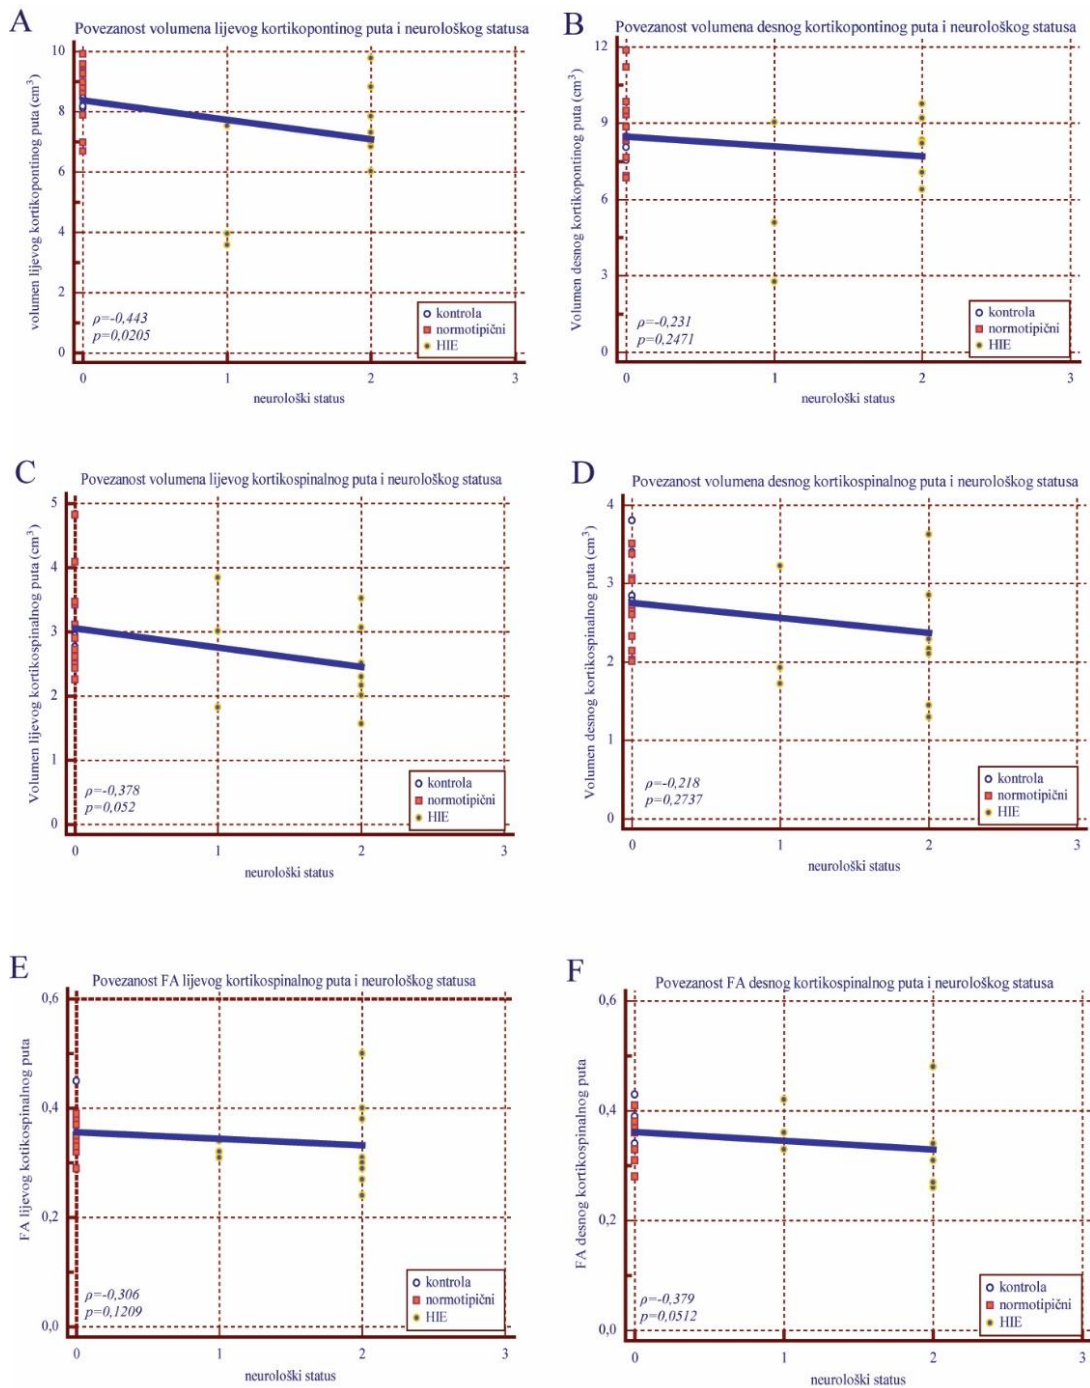 A
Povezanost volumena lijevog kortikopontinog puta i neurološkog statusa
volumen lijevog kortikopontinog puta (cm³)
10
8
6
4
2
0
ρ=-0,443
p=0,0205
kontrola
normotipični
HIE
0 1 2 3
neurološki status
B
Povezanost volumena desnog kortikopontinog puta i neurološkog statusa
Volumen desnog kortikopontinog puta (cm³)
12
9
6
3
0
ρ=-0,231
p=0,2471
kontrola
normotipični
HIE
0 1 2 3
neurološki status
C
Povezanost volumena lijevog kortikospinalnog puta i neurološkog statusa
Volumen lijevog kortikospinalnog puta (cm³)
5
4
3
2
1
0
ρ=-0,378
p=0,052
kontrola
normotipični
HIE
0 1 2 3
neurološki status
D
Povezanost volumena desnog kortikospinalnog puta i neurološkog statusa
Volumen desnog kortikospinalnog puta (cm³)
4
3
2
1
0
ρ=-0,218
p=0,2737
kontrola
normotipični
HIE
0 1 2 3
neurološki status
E
Povezanost FA lijevog kortikospinalnog puta i neurološkog statusa
FA lijevog kotikospinalnog puta
0,6
0,4
0,2
0,0
ρ=-0,306
p=0,1209
kontrola
normotipični
HIE
0 1 2 3
neurološki status
F
Povezanost FA desnog kortikospinalnog puta i neurološkog statusa
FA desnog kortikospinalnog puta
0,6
0,4
0,2
0,0
ρ=-0,379
p=0,0512
kontrola
normotipični
HIE
0 1 2 3
neurološki status